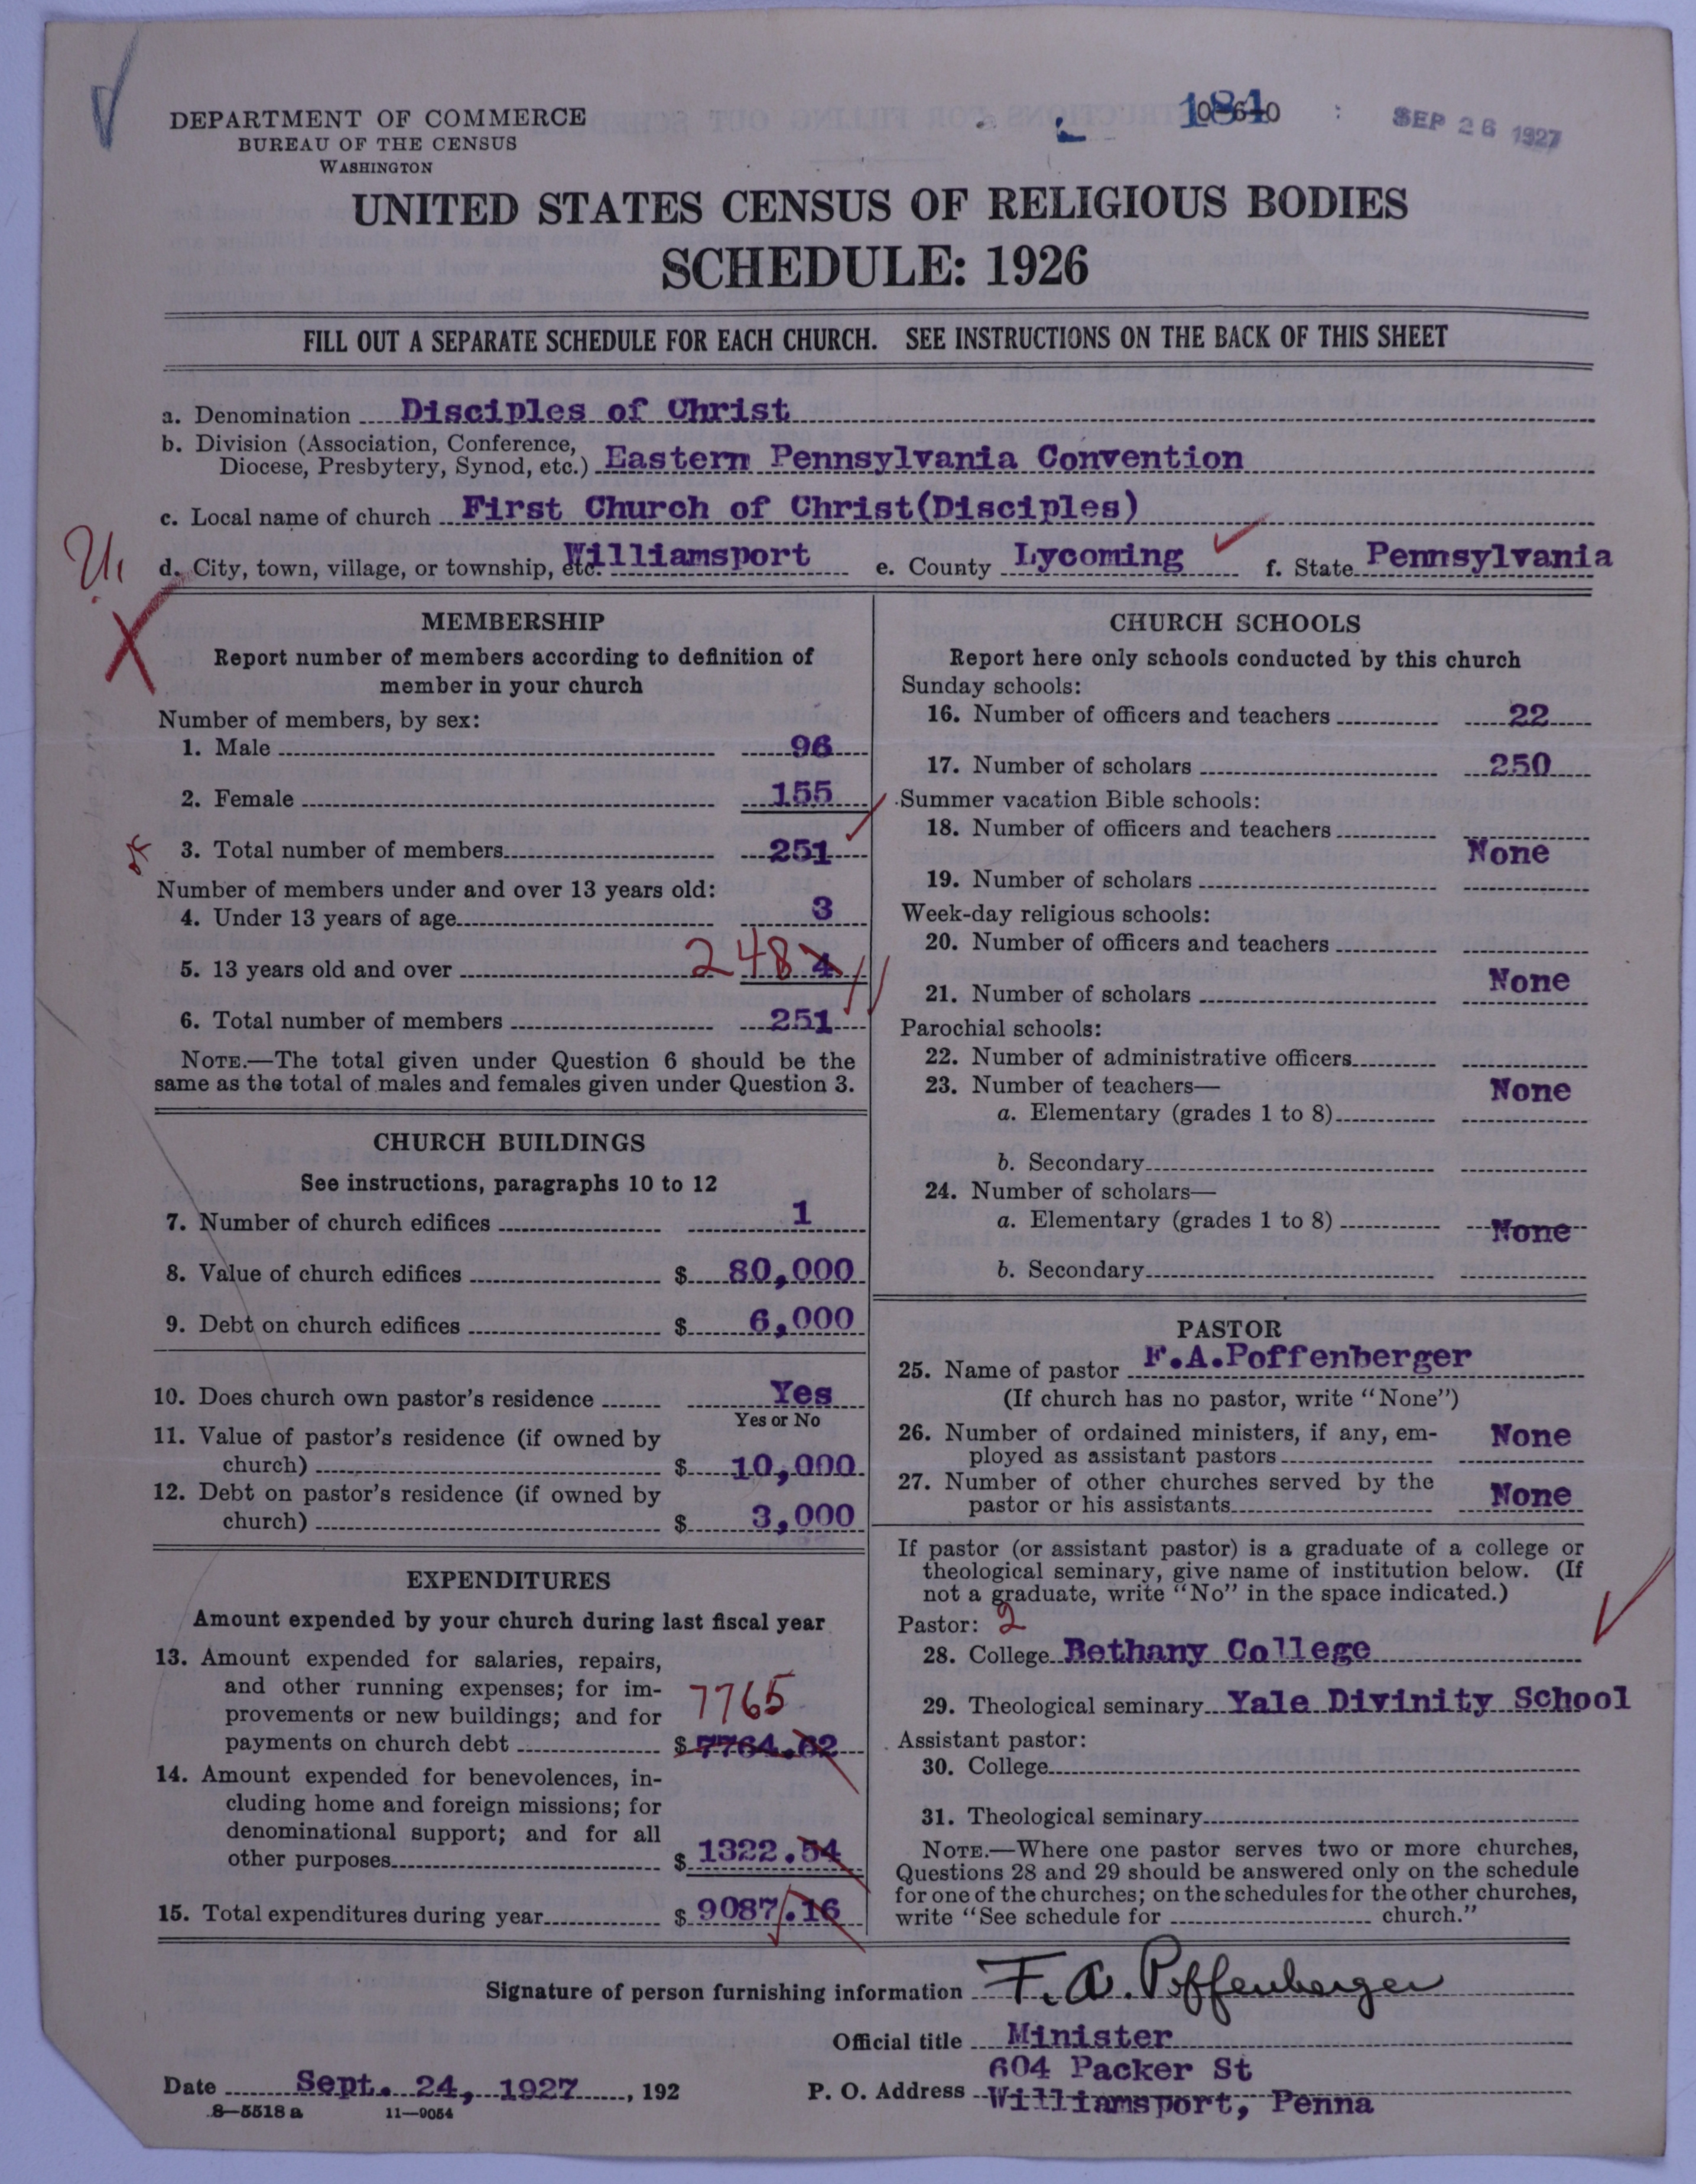 DEPARTMENT OF COMMERCE
BUREAU OF THE CENSUS
WASHINGTON
184
SEP 26 1927
UNITED STATES CENSUS OF RELIGIOUS BODIES
SCHEDULE: 1926
FILL OUT A SEPARATE SCHEDULE FOR EACH CHURCH. SEE INSTRUCTIONS ON THE BACK OF THIS SHEET
a. Denomination Disciples of Christ
b. Division (Association, Conference,
Diocese, Presbytery, Synod, etc.) Eastern Pennsylvania Convention
c. Local name of church First Church of Christ(Disciples)
d. City, town, village, or township, etc. Williamsport e. County Lycoming f. State Pennsylvania
MEMBERSHIP
Report number of members according to definition of
member in your church
Number of members, by sex:
1. Male 96
2. Female 155
3. Total number of members 251
Number of members under and over 13 years old:
4. Under 13 years of age 3
5. 13 years old and over 248 4
6. Total number of members 251
NOTE.—The total given under Question 6 should be the
same as the total of males and females given under Question 3.
CHURCH BUILDINGS
See instructions, paragraphs 10 to 12
7. Number of church edifices 1
8. Value of church edifices $ 80,000
9. Debt on church edifices $ 6,000
10. Does church own pastor's residence Yes
Yes or No
11. Value of pastor's residence (if owned by
church) $ 10,000
12. Debt on pastor's residence (if owned by
church) $ 3,000
EXPENDITURES
Amount expended by your church during last fiscal year
13. Amount expended for salaries, repairs,
and other running expenses; for im-
provements or new buildings; and for 7765
payments on church debt $ 7764.62
14. Amount expended for benevolences, in-
cluding home and foreign missions; for
denominational support; and for all
other purposes $ 1322.54
15. Total expenditures during year $ 9087.16
CHURCH SCHOOLS
Report here only schools conducted by this church
Sunday schools:
16. Number of officers and teachers 22
17. Number of scholars 250
Summer vacation Bible schools:
18. Number of officers and teachers
None
19. Number of scholars
Week-day religious schools:
20. Number of officers and teachers
None
21. Number of scholars
Parochial schools:
22. Number of administrative officers
23. Number of teachers— None
a. Elementary (grades 1 to 8)
b. Secondary
24. Number of scholars—
a. Elementary (grades 1 to 8) None
b. Secondary
PASTOR
25. Name of pastor F.A.Poffenberger
(If church has no pastor, write "None")
26. Number of ordained ministers, if any, em-
ployed as assistant pastors None
27. Number of other churches served by the
pastor or his assistants None
If pastor (or assistant pastor) is a graduate of a college or
theological seminary, give name of institution below. (If
not a graduate, write "No" in the space indicated.)
Pastor: 2
28. College Bethany College
29. Theological seminary Yale Divinity School
Assistant pastor:
30. College
31. Theological seminary
NOTE.—Where one pastor serves two or more churches,
Questions 28 and 29 should be answered only on the schedule
for one of the churches; on the schedules for the other churches,
write "See schedule for church."
Signature of person furnishing information F. A. Poffenberger
Official title Minister
604 Packer St
Date Sept. 24, 1927, 192 P. O. Address Williamsport, Penna
8—5518 a 11—9054